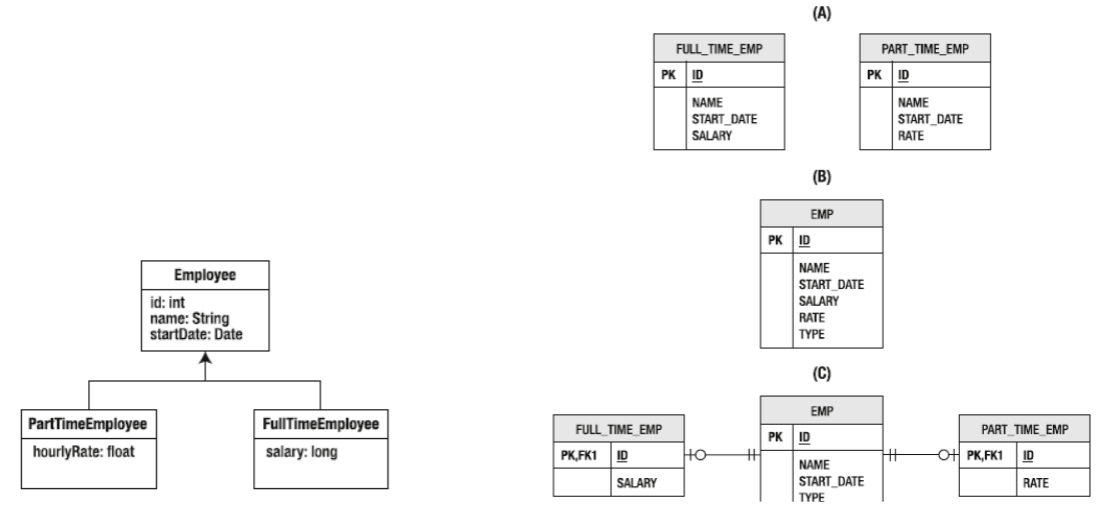 Employee
id: int
name: String
startDate: Date
PartTimeEmployee
hourlyRate: float
FullTimeEmployee
salary: long
(A)
FULL_TIME_EMP
PK ID
NAME
START_DATE
SALARY
PART_TIME_EMP
PK ID
NAME
START_DATE
RATE
(B)
EMP
PK ID
NAME
START_DATE
SALARY
RATE
TYPE
(C)
FULL_TIME_EMP
PK,FK1 ID
SALARY
EMP
PK ID
NAME
START_DATE
TYPE
PART_TIME_EMP
PK,FK1 ID
RATE